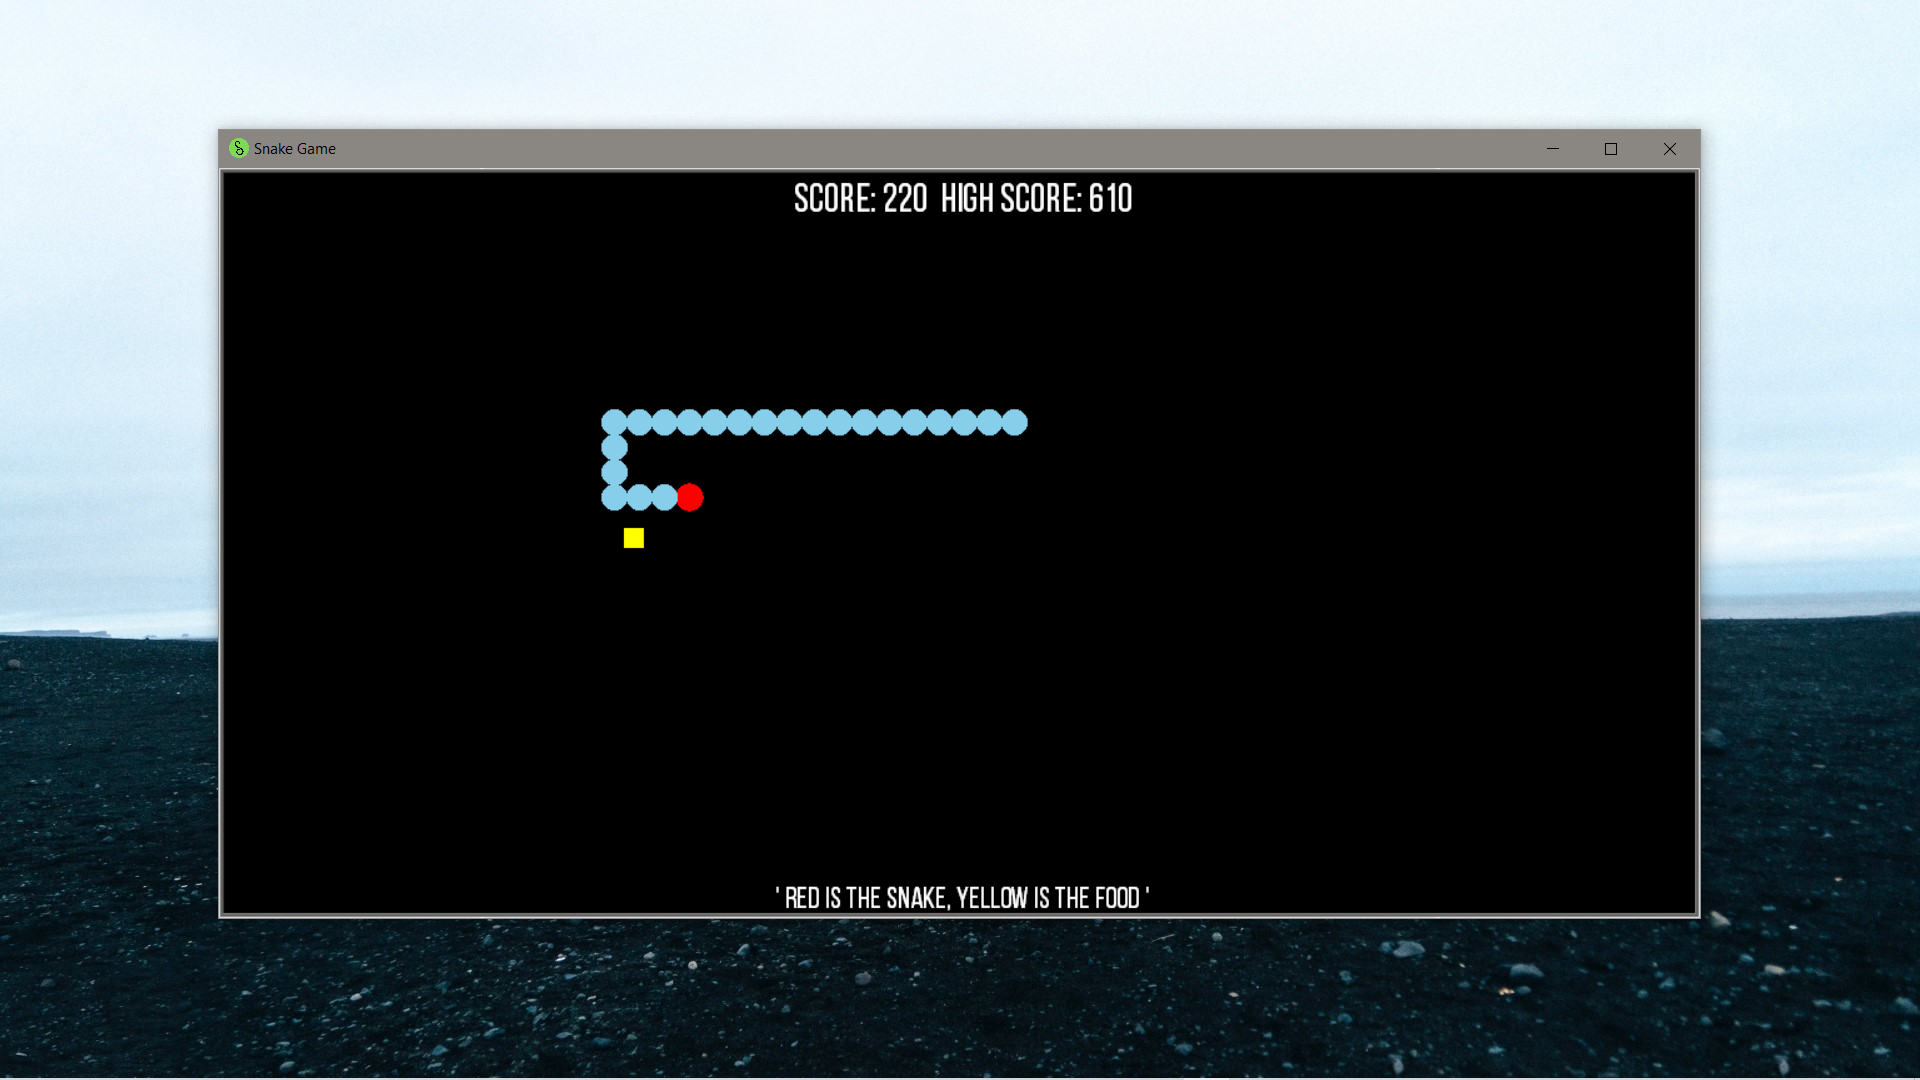 Snake Game
SCORE: 220 HIGH SCORE: 610
' RED IS THE SNAKE, YELLOW IS THE FOOD '